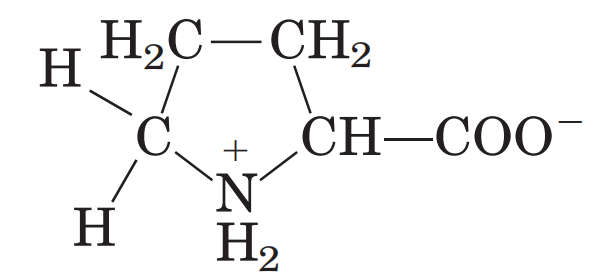 H₂C — CH₂
H
C CH — COO⁻
+
N
H H₂